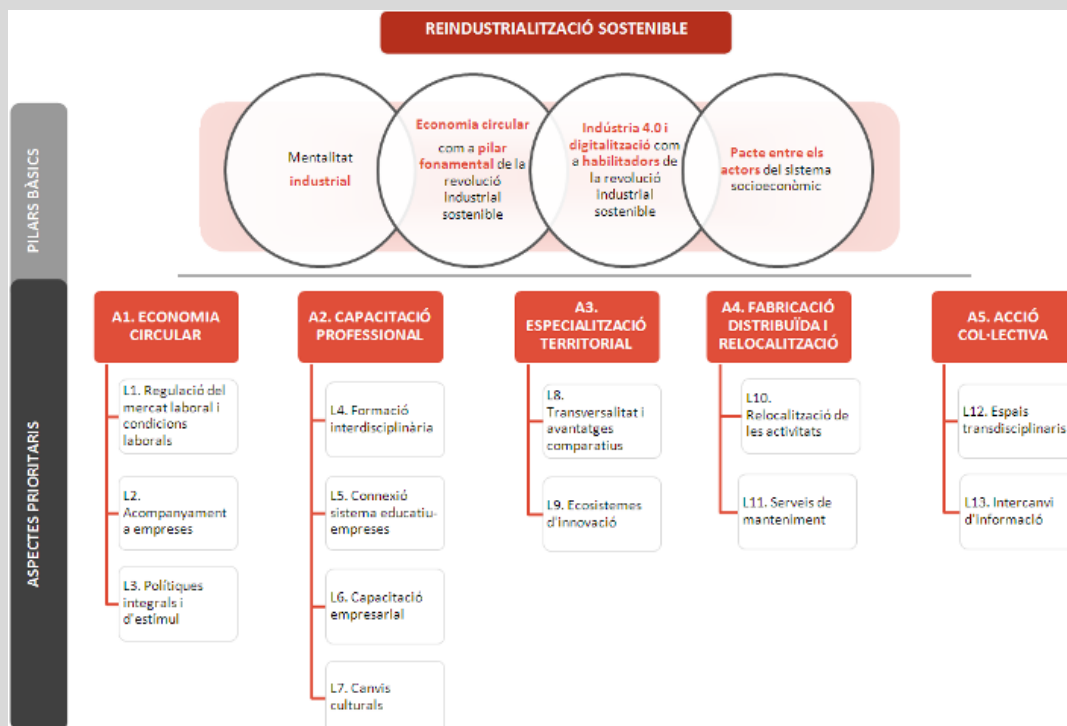 REINDUSTRIALITZACIÓ SOSTENIBLE
PILARS BÀSICS
Mentalitat
industrial
Economia circular
com a pilar
fonamental de la
revolució
industrial
sostenible
Indústria 4.0 i
digitalització com
a habilitadors de
la revolució
industrial
sostenible
Pacte entre els
actors del sistema
socioeconòmic
ASPECTES PRIORITARIS
A1. ECONOMIA
CIRCULAR
L1. Regulació del
mercat laboral i
condicions
laborals
L2.
Acompanyament
a empreses
L3. Polítiques
integrals i
d'estímul
A2. CAPACITACIÓ
PROFESSIONAL
L4. Formació
interdisciplinària
L5. Connexió
sistema educatiu-
empreses
L6. Capacitació
empresarial
L7. Canvis
culturals
A3.
ESPECIALITZACIÓ
TERRITORIAL
L8.
Transversalitat i
avantatges
comparatius
L9. Ecosistemes
d'innovació
A4. FABRICACIÓ
DISTRIBUÏDA I
RELOCALITZACIÓ
L10.
Relocalització de
les activitats
L11. Serveis de
manteniment
A5. ACCIÓ
COL·LECTIVA
L12. Espais
transdisciplinaris
L13. Intercanvi
d'informació